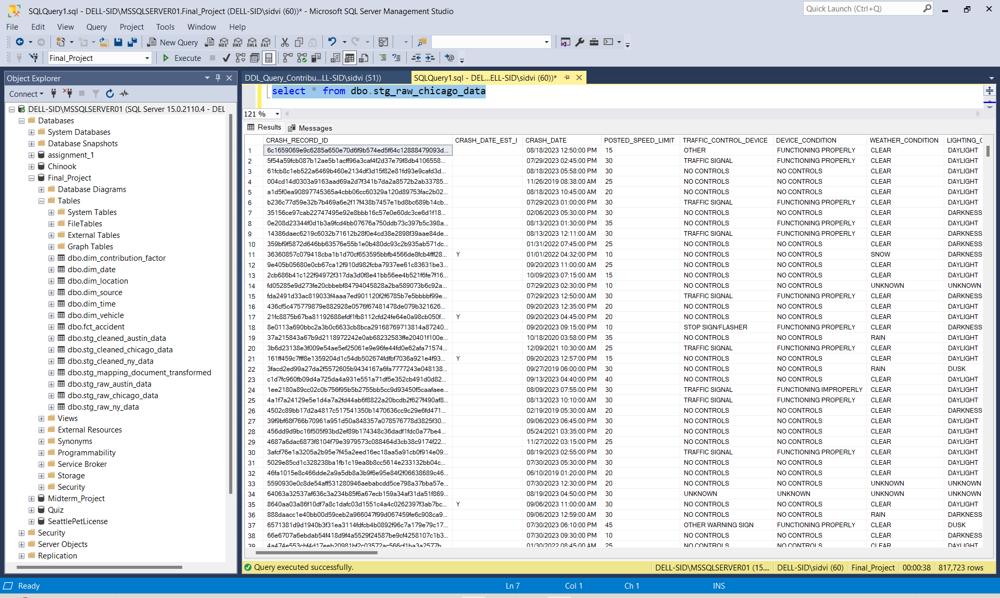 SQLQuery1.sql - DELL-SID\MSSQLSERVER01.Final_Project (DELL-SID\sidvi (60))* - Microsoft SQL Server Management Studio
Quick Launch (Ctrl+Q)
File Edit View Query Project Tools Window Help
New Query MDX DMX XMLA DAX
Final_Project Execute
Object Explorer
Connect
DELL-SID\MSSQLSERVER01 (SQL Server 15.0.2110.4 - DEL
Databases
System Databases
Database Snapshots
assignment_1
Chinook
Final_Project
Database Diagrams
Tables
System Tables
FileTables
External Tables
Graph Tables
dbo.dim_contribution_factor
dbo.dim_date
dbo.dim_location
dbo.dim_source
dbo.dim_time
dbo.dim_vehicle
dbo.fct_accident
dbo.stg_cleaned_austin_data
dbo.stg_cleaned_chicago_data
dbo.stg_cleaned_ny_data
dbo.stg_mapping_document_transformed
dbo.stg_raw_austin_data
dbo.stg_raw_chicago_data
dbo.stg_raw_ny_data
Views
External Resources
Synonyms
Programmability
Service Broker
Storage
Security
Midterm_Project
Quiz
SeattlePetLicense
Security
Server Objects
Replication
DDL_Query_Contribu...LL-SID\sidvi (51)) SQLQuery1.sql - DEL...ELL-SID\sidvi (60))*
select * from dbo.stg_raw_chicago_data
121 %
Results Messages
CRASH_RECORD_ID CRASH_DATE_EST_I CRASH_DATE POSTED_SPEED_LIMIT TRAFFIC_CONTROL_DEVICE DEVICE_CONDITION WEATHER_CONDITION LIGHTING_C
1 6c1659069e9c6285a650e70d6f9b574ed5f64c12888479093d... 08/18/2023 12:50:00 PM 15 OTHER FUNCTIONING PROPERLY CLEAR DAYLIGHT
2 5f54a59fcb087b12ae5b1acff96a3caf4f2d37e79f8db4106558... 07/29/2023 02:45:00 PM 30 TRAFFIC SIGNAL FUNCTIONING PROPERLY CLEAR DAYLIGHT
3 61fcb8c1eb522a6469b460e2134df3d15f82e81fd93e9cafd3d... 08/18/2023 05:58:00 PM 30 NO CONTROLS NO CONTROLS CLEAR DAYLIGHT
4 004cd14d0303a9163aad69a2d7f341b7da2a8572b2ab33785... 11/26/2019 08:38:00 AM 25 NO CONTROLS NO CONTROLS CLEAR DAYLIGHT
5 a1d5f0ea90897745365a4cbb06cc60329a120d89753fac2b02... 08/18/2023 10:45:00 AM 20 NO CONTROLS NO CONTROLS CLEAR DAYLIGHT
6 b236c77d59e32b7b469a6e2f17f438b7457e1bd8bc689b14cb... 07/29/2023 01:00:00 PM 30 TRAFFIC SIGNAL FUNCTIONING PROPERLY CLEAR DAYLIGHT
7 35156ce97cab22747495e92e8bbb16c57e0e60dc3ce6d1f18... 02/06/2023 05:30:00 PM 30 NO CONTROLS NO CONTROLS CLEAR DARKNESS
8 0e208d23344f0d1b3a9fcd4bb07676a750ddb73c397b5c398a... 08/13/2023 01:30:00 PM 35 NO CONTROLS FUNCTIONING PROPERLY CLEAR DAYLIGHT
9 14386daec6219c6032b71612b28f0e4cd38e2898f39aae84de... 08/13/2023 12:11:00 AM 30 TRAFFIC SIGNAL FUNCTIONING PROPERLY CLEAR DARKNESS
10 359bf9f5872d646bb63576e55b1e0b480dc93c2b935ab571dc... 01/31/2022 07:45:00 PM 25 NO CONTROLS NO CONTROLS CLEAR DARKNESS
11 36360857c079418cba1b1d70cf653595bbfb4566de8fcb4fff28... Y 01/01/2022 04:32:00 PM 10 NO CONTROLS NO CONTROLS SNOW DARKNESS
12 9e405b05680e0cb67ca12f910d982fcba7937ee61c83631be3... 09/20/2023 11:00:00 AM 25 NO CONTROLS NO CONTROLS CLEAR DAYLIGHT
13 2cb686b41c122f94972f317da3d0f8e41bb56ee4b521f6fe7f16... 10/09/2023 07:15:00 AM 15 NO CONTROLS NO CONTROLS CLEAR DAYLIGHT
14 fd05285e9d273fe20cbbebf84794045828a2ba589073b6c92a... 07/29/2023 02:30:00 PM 10 NO CONTROLS NO CONTROLS UNKNOWN UNKNOWN
15 fda2491d33ac819033f4aaa7ed901120f2f6785b7e5bbbbf99e... 07/29/2023 12:50:00 AM 30 TRAFFIC SIGNAL FUNCTIONING PROPERLY CLEAR DARKNESS
16 436cf5c475779879e882928e0576f67481478de079b321626... 09/20/2023 12:35:00 PM 20 NO CONTROLS NO CONTROLS CLEAR DAYLIGHT
17 21fc8875b67ba81192688efdf1fb8112cfd24fe64e0a98cb050f... Y 09/20/2023 04:45:00 PM 20 NO CONTROLS NO CONTROLS CLEAR DAYLIGHT
18 8e0113a690bbc2a3b0c6633cb8bca29168769713814a87240... 09/20/2023 09:15:00 PM 10 STOP SIGN/FLASHER FUNCTIONING PROPERLY CLEAR DARKNESS
19 37a215843a67b9d2118972242e0ab68232583ffe20401f100e... 10/18/2020 03:58:00 PM 35 NO CONTROLS NO CONTROLS RAIN DAYLIGHT
20 3b6d23138e3f009e54ae5ef25061e9e96fe44fd0e62afa71574... 12/09/2021 10:30:00 AM 25 TRAFFIC SIGNAL FUNCTIONING PROPERLY CLEAR DAYLIGHT
21 161ff459c7fff8e1359204d1c54db502674fdfbf7036a921e4f93... Y 09/20/2023 12:57:00 PM 15 NO CONTROLS NO CONTROLS CLEAR DAYLIGHT
22 3facd2ed99a27da2f5572605b9434167a6fa7777243e048138... 09/27/2019 06:00:00 PM 30 NO CONTROLS NO CONTROLS RAIN DUSK
23 c1d7fc960fb09d4a725da4a931e551a71df5e352cb491d0d82... 09/13/2023 04:40:00 PM 40 NO CONTROLS NO CONTROLS CLEAR DAYLIGHT
24 1ee2180a89cc02c0b756f95b5b2755bb5cc9d93450f5caafaee... 08/09/2023 07:55:00 PM 30 TRAFFIC SIGNAL FUNCTIONING IMPROPERLY CLEAR DAYLIGHT
25 4a1f7a24129e5e1d4a7a2fd44ab6f8822a20bcdb2f627f490af8... 08/13/2023 10:10:00 AM 30 TRAFFIC SIGNAL FUNCTIONING PROPERLY CLEAR DAYLIGHT
26 4502c89bb17d2a4817c517541350b1470636cc9c29e6fd471... 02/19/2019 05:30:00 AM 20 NO CONTROLS NO CONTROLS CLEAR DARKNESS
27 39f9bf68f766b70961a951d50a848357a078576778d3825f30... 09/06/2023 06:45:00 PM 30 NO CONTROLS NO CONTROLS CLEAR DAYLIGHT
28 456dd9d9bc16f505f93bd2ef89b174348c36dadf1fdc0a77be4... 05/24/2021 03:35:00 PM 20 NO CONTROLS NO CONTROLS CLEAR DAYLIGHT
29 4687a6dac6873f8104f79e3979573c088464d3cb38c9174f22... 11/27/2022 03:15:00 PM 25 NO CONTROLS NO CONTROLS CLEAR DAYLIGHT
30 3afcf76e1a3205a2b95e7f45a2eed16ec18aa5a91cb0f914e09... 08/19/2023 02:55:00 PM 30 TRAFFIC SIGNAL FUNCTIONING PROPERLY CLEAR DAYLIGHT
31 5029e85cd1c328238ba1fb1c19ea8b8cc5614e233132bb04c... 07/30/2023 05:30:00 PM 30 NO CONTROLS NO CONTROLS CLEAR DAYLIGHT
32 46fa1015e8c466dde2a9a5db8a3b9f6e95e84f2f06638689c46... 06/10/2019 01:20:00 PM 20 NO CONTROLS NO CONTROLS CLEAR DAYLIGHT
33 5590930e0c8de54aff531280946aebabcdd5ce798a37bba57e... 07/30/2023 12:30:00 PM 20 NO CONTROLS NO CONTROLS UNKNOWN UNKNOWN
34 64063a32537af636c3a234b85f6a67ecb159a34af31da51f869... 08/19/2023 04:50:00 PM 30 UNKNOWN UNKNOWN UNKNOWN UNKNOWN
35 8640aa03a86f10df7a8c1dafc03d1551c4a4c0262397f3ab7bc... Y 09/06/2023 11:00:00 AM 30 NO CONTROLS NO CONTROLS CLEAR DAYLIGHT
36 888daacc1e40bb00d59ceb2a966047f99d067459fe6c908ca9... 09/06/2023 12:59:00 AM 30 NO CONTROLS NO CONTROLS RAIN DARKNESS
37 6571381d9d1940b3f31ea3114fdfcb4b0892f96c7a179e79c17... 07/30/2023 06:10:00 PM 45 OTHER WARNING SIGN FUNCTIONING PROPERLY CLEAR DUSK
38 66e6707a6ebdab54f418d9f4a5529f24587be9cf4258107c1b3... 07/30/2023 09:30:00 PM 10 NO CONTROLS NO CONTROLS CLEAR DARKNESS
39 4a474e553cbf4d17eeb20981bf2c03572ac566cf1ba3a2577b... 01/30/2022 08:45:00 AM 25 NO CONTROLS NO CONTROLS CLEAR DAYLIGHT
Query executed successfully. DELL-SID\MSSQLSERVER01 (15.... DELL-SID\sidvi (60) Final_Project 00:00:38 817,723 rows
Ready Ln 7 Col 1 Ch 1 INS